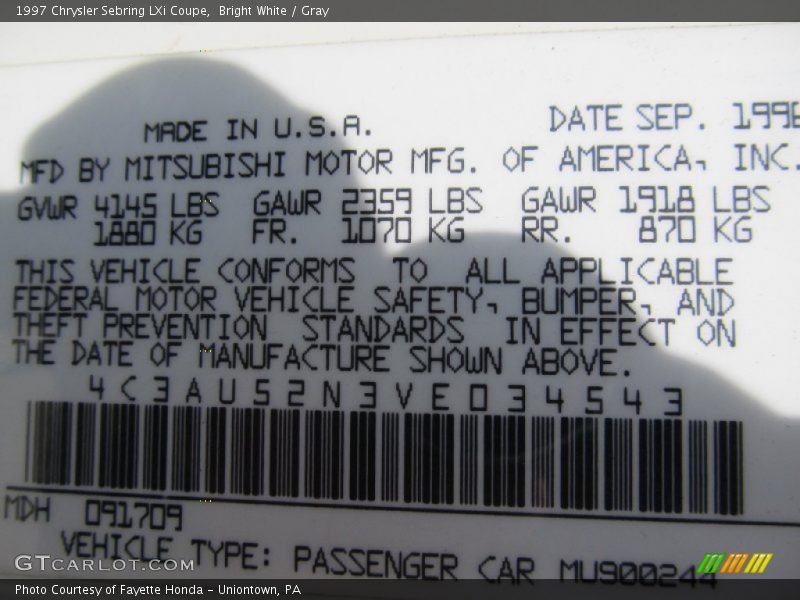 1997 Chrysler Sebring LXi Coupe, Bright White / Gray
MADE IN U.S.A. DATE SEP. 1996
MFD BY MITSUBISHI MOTOR MFG. OF AMERICA, INC.
GVWR 4145 LBS GAWR 2359 LBS GAWR 1918 LBS
1880 KG FR. 1070 KG RR. 870 KG
THIS VEHICLE CONFORMS TO ALL APPLICABLE
FEDERAL MOTOR VEHICLE SAFETY, BUMPER, AND
THEFT PREVENTION STANDARDS IN EFFECT ON
THE DATE OF MANUFACTURE SHOWN ABOVE.
4C3AU52N3VE034543
MDH 091709
VEHICLE TYPE: PASSENGER CAR MU900244
GTCARLOT.COM
Photo Courtesy of Fayette Honda - Uniontown, PA